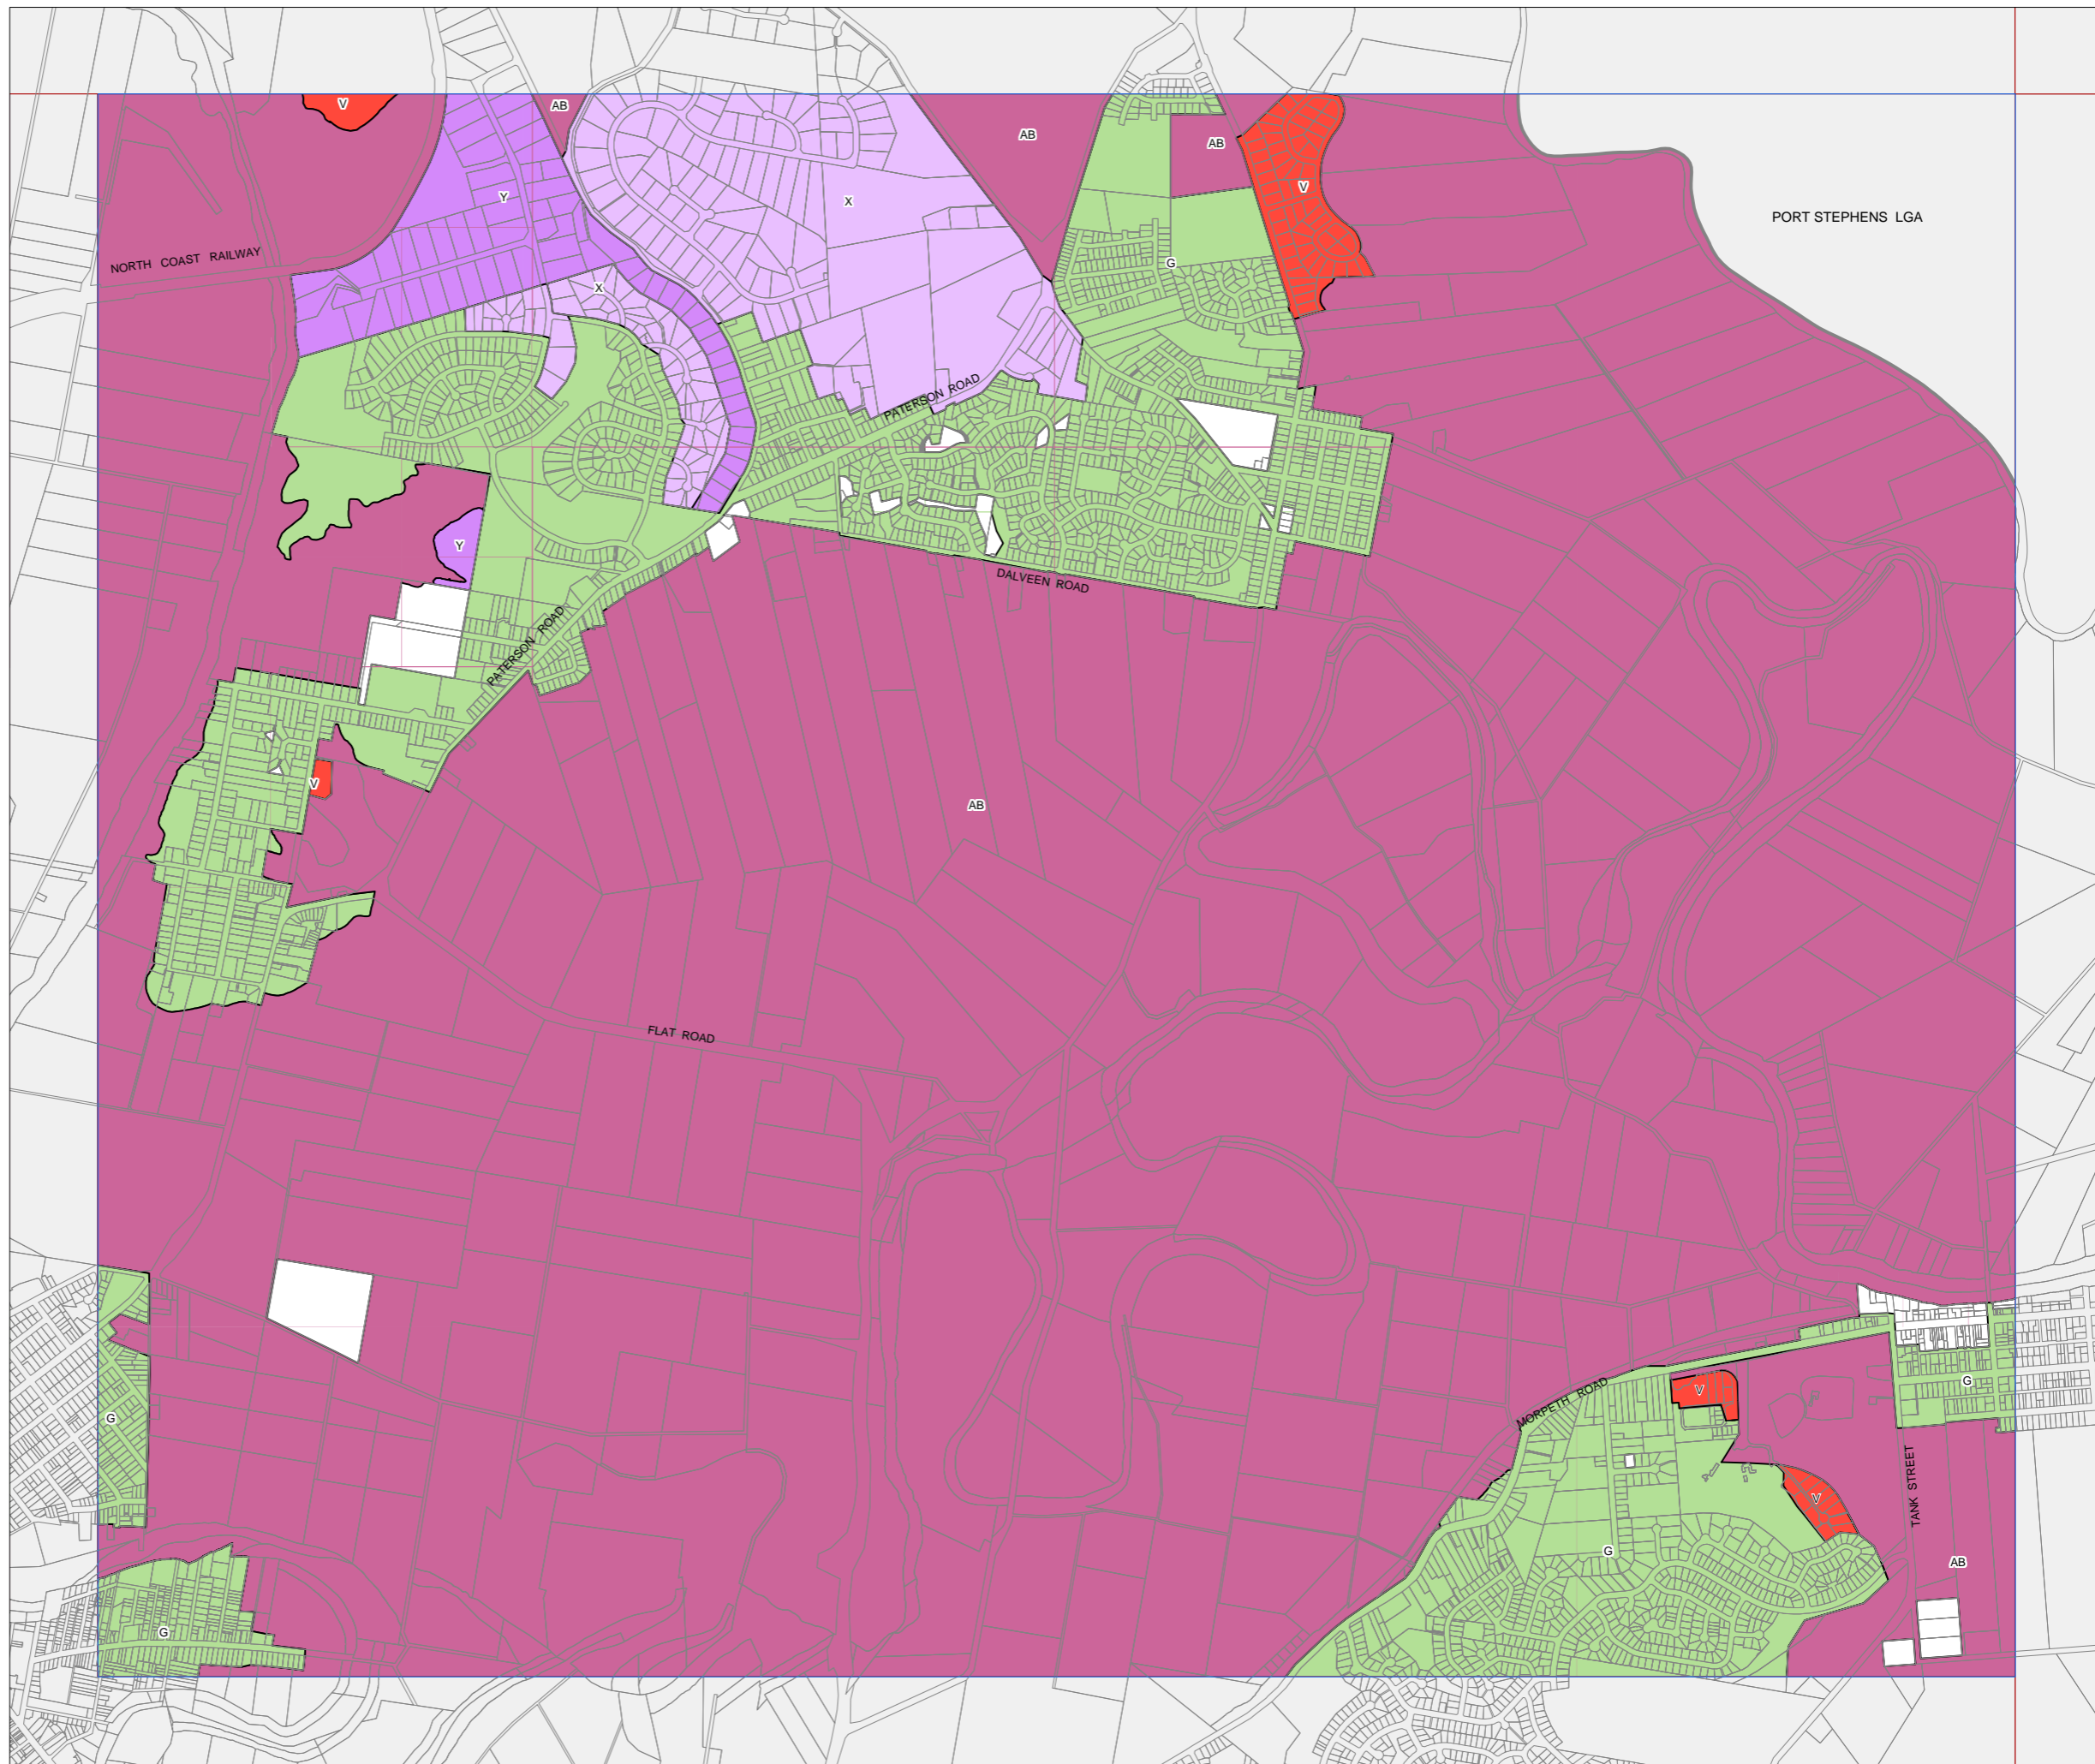 V
AB
AB
AB
V
Y
X
PORT STEPHENS LGA
NORTH COAST RAILWAY
G
X
PATERSON ROAD
Y
DALVEEN ROAD
PATERSON ROAD
V
AB
FLAT ROAD
G
MORPETH ROAD
V
G
TANK STREET
V
G
AB
G